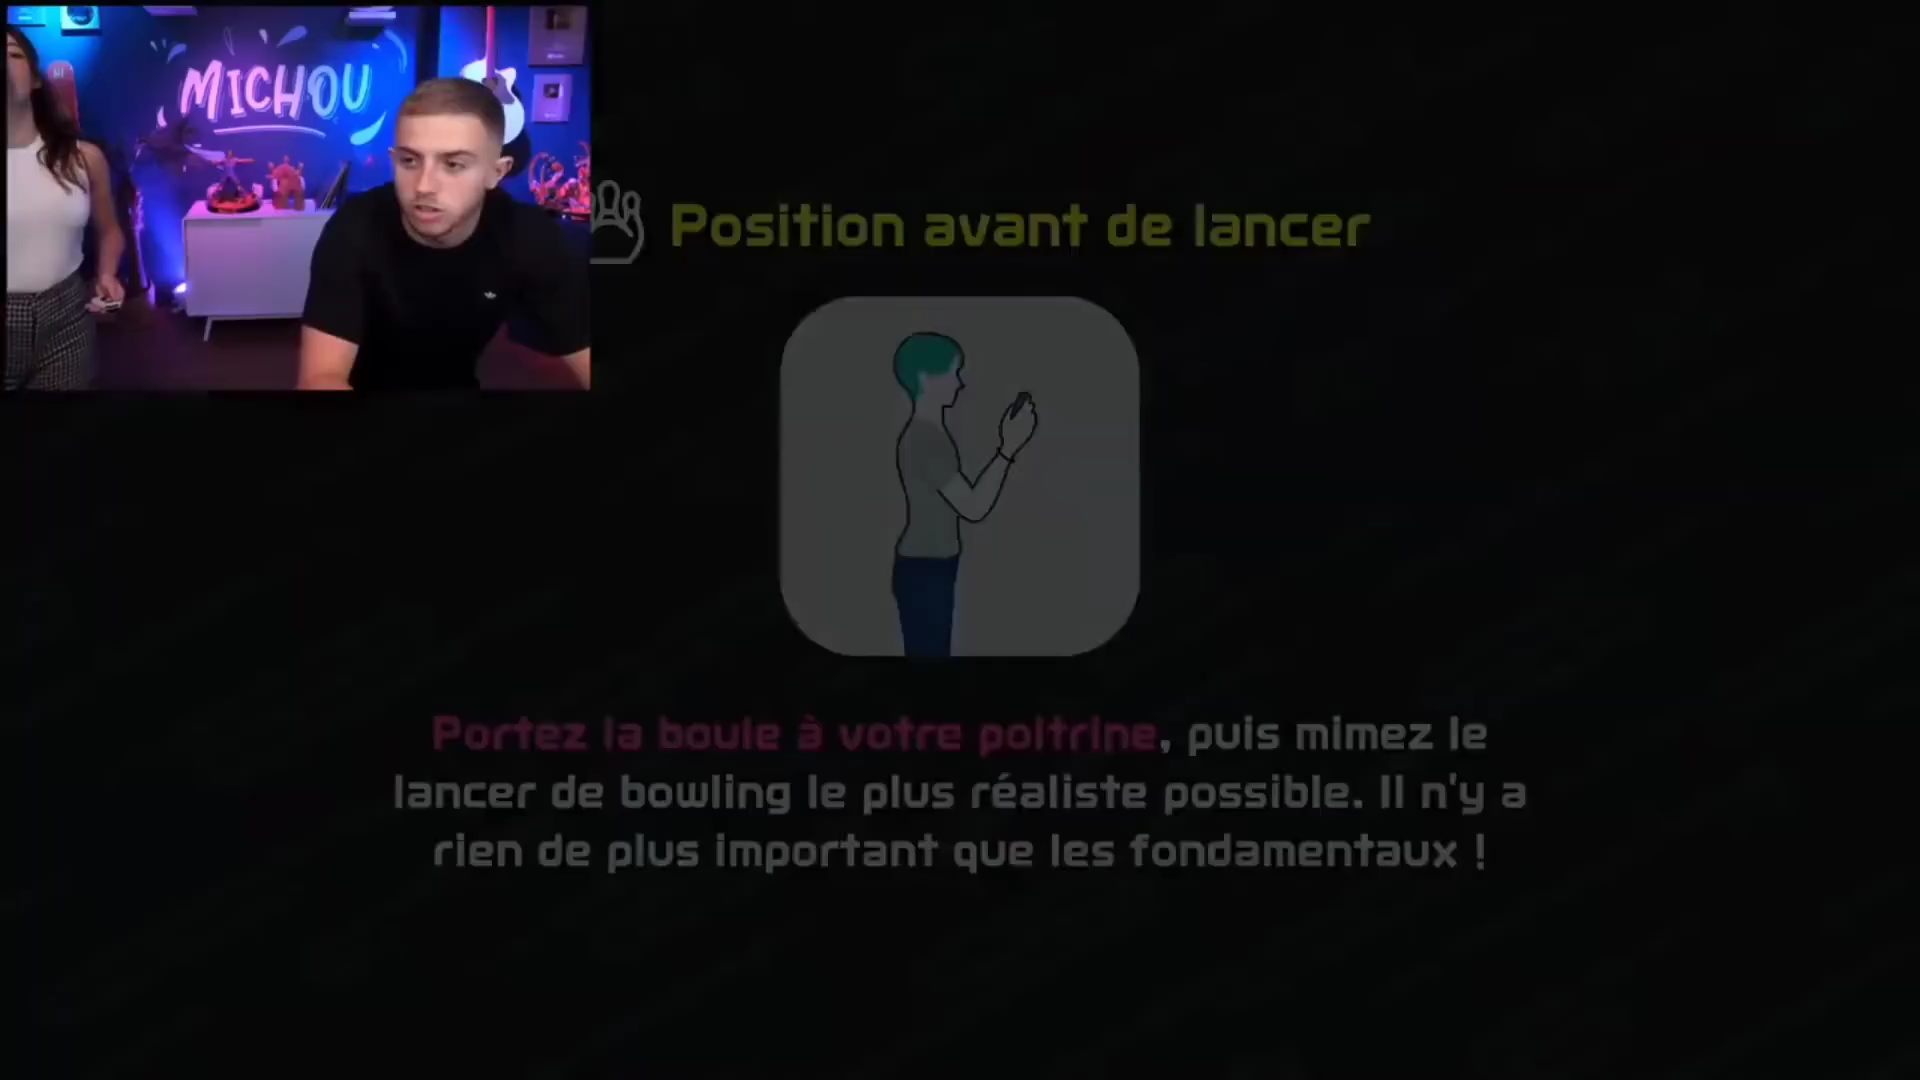 MICHOU
Position avant de lancer
Portez la boule à votre poitrine, puis mimez le
lancer de bowling le plus réaliste possible. Il n'y a
rien de plus important que les fondamentaux !